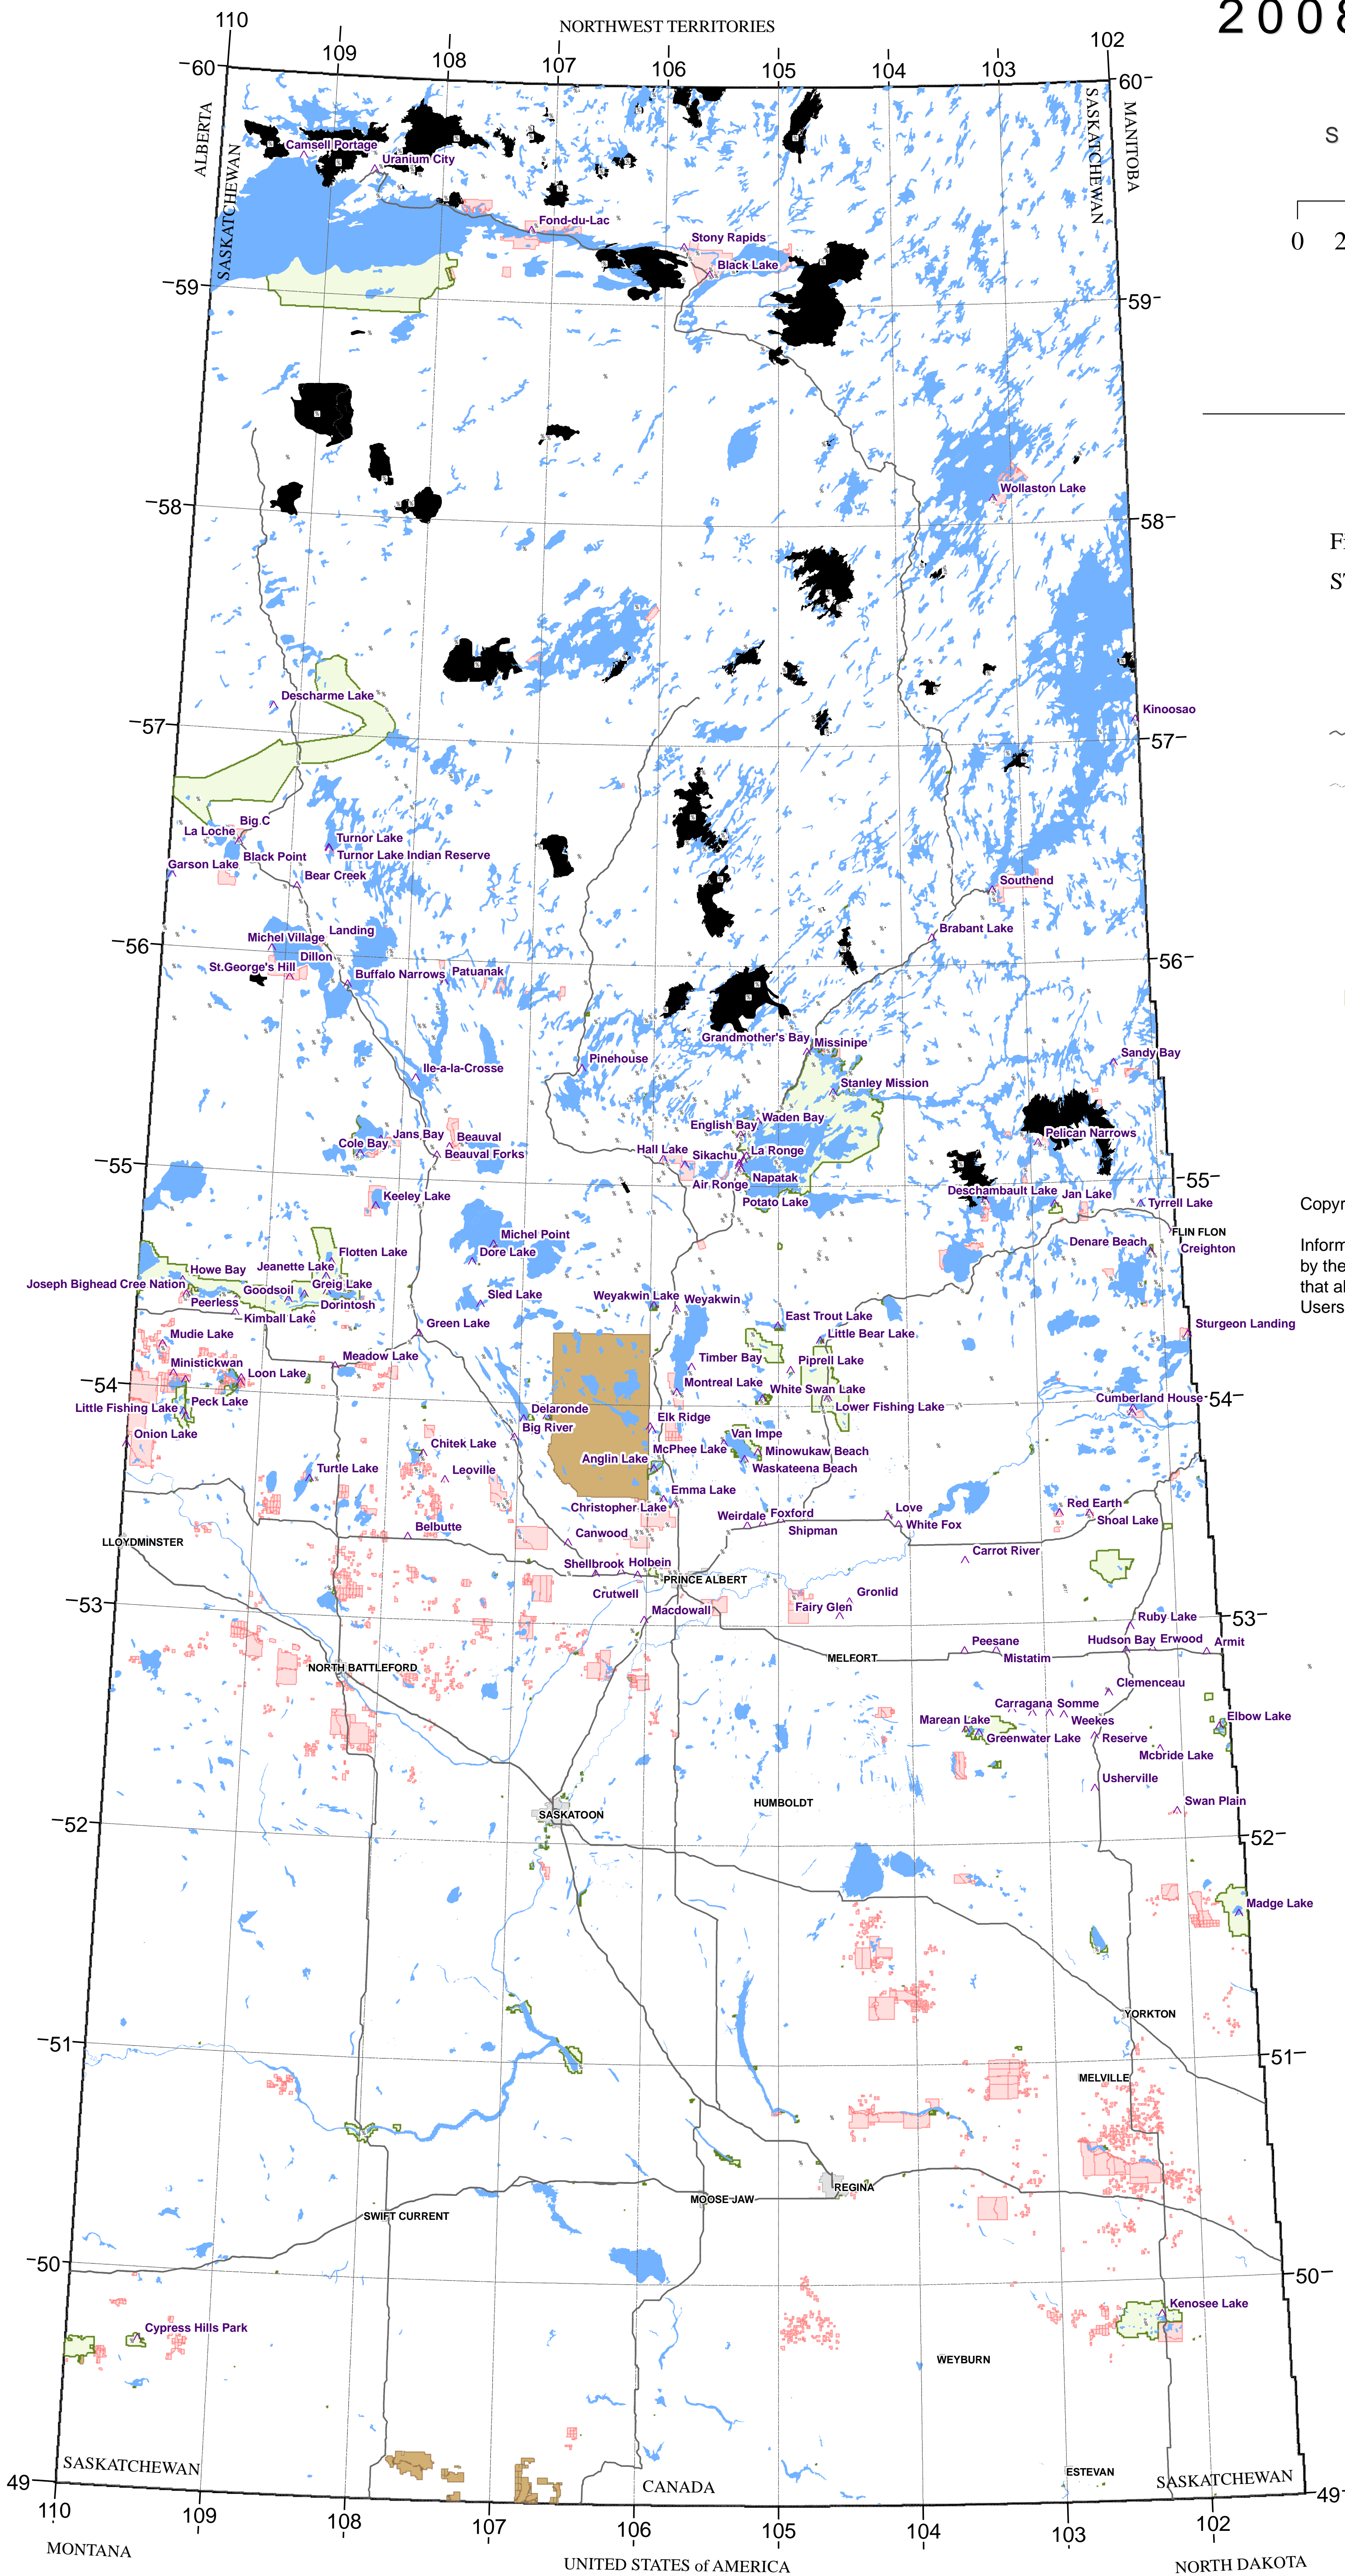 2008
110
NORTHWEST TERRITORIES
109
108
107
106
105
104
103
102
60
60
ALBERTA
SASKATCHEWAN
SASKATCHEWAN
MANITOBA
S
Camsell Portage
Uranium City
Fond-du-Lac
Stony Rapids
0 2
Black Lake
59
59
Wollaston Lake
58
58
Fi
ST
Descharme Lake
Kinoosao
57
57
Big C
La Loche
Turnor Lake
Black Point
Turnor Lake Indian Reserve
Garson Lake
Bear Creek
Southend
Landing
Michel Village
Brabant Lake
56
Dillon
56
St.George's Hill
Buffalo Narrows
Patuanak
Grandmother's Bay
Missinipe
Sandy Bay
Pinehouse
Ile-a-la-Crosse
Stanley Mission
Waden Bay
English Bay
Pelican Narrows
Jans Bay
Beauval
Cole Bay
Beauval Forks
Hall Lake
Sikachu
La Ronge
55
Napatak
55
Air Ronge
Keeley Lake
Deschambault Lake
Jan Lake
Potato Lake
Tyrrell Lake
Copyr
FLIN FLON
Michel Point
Denare Beach
Inform
Flotten Lake
Dore Lake
Creighton
by the
Howe Bay
Jeanette Lake
Joseph Bighead Cree Nation
Goodsoil
Greig Lake
that al
Peerless
Dorintosh
Sled Lake
Weyakwin Lake
Weyakwin
Users
Kimball Lake
Green Lake
East Trout Lake
Sturgeon Landing
Mudie Lake
Little Bear Lake
Meadow Lake
Timber Bay
Piprell Lake
Ministickwan
Loon Lake
Montreal Lake
White Swan Lake
54
Peck Lake
Cumberland House
54
Little Fishing Lake
Delaronde
Elk Ridge
Lower Fishing Lake
Big River
Onion Lake
Van Impe
Chitek Lake
McPhee Lake
Minowukaw Beach
Anglin Lake
Turtle Lake
Leoville
Waskateena Beach
Emma Lake
Christopher Lake
Red Earth
Love
Weirdale
Foxford
Shoal Lake
Belbutte
Canwood
Shipman
White Fox
LLOYDMINSTER
Carrot River
Shellbrook
Holbein
PRINCE ALBERT
Crutwell
Gronlid
53
Macdowall
Fairy Glen
53
Ruby Lake
Peesane
Hudson Bay
Erwood
Armit
NORTH BATTLEFORD
MELFORT
Mistatim
Clemenceau
Carragana
Somme
Marean Lake
Weekes
Elbow Lake
Greenwater Lake
Reserve
Mcbride Lake
Usherville
HUMBOLDT
Swan Plain
SASKATOON
52
52
Madge Lake
YORKTON
51
51
MELVILLE
REGINA
MOOSE JAW
SWIFT CURRENT
50
50
Kenosee Lake
Cypress Hills Park
WEYBURN
SASKATCHEWAN
ESTEVAN
SASKATCHEWAN
49
CANADA
49
110
109
108
107
106
105
104
103
102
MONTANA
UNITED STATES of AMERICA
NORTH DAKOTA